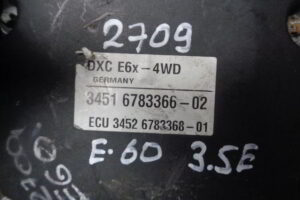 2709
DXC E6x-4WD
GERMANY
3451 6783366-02
ECU 3452 6783368-01
E-60 3.5E